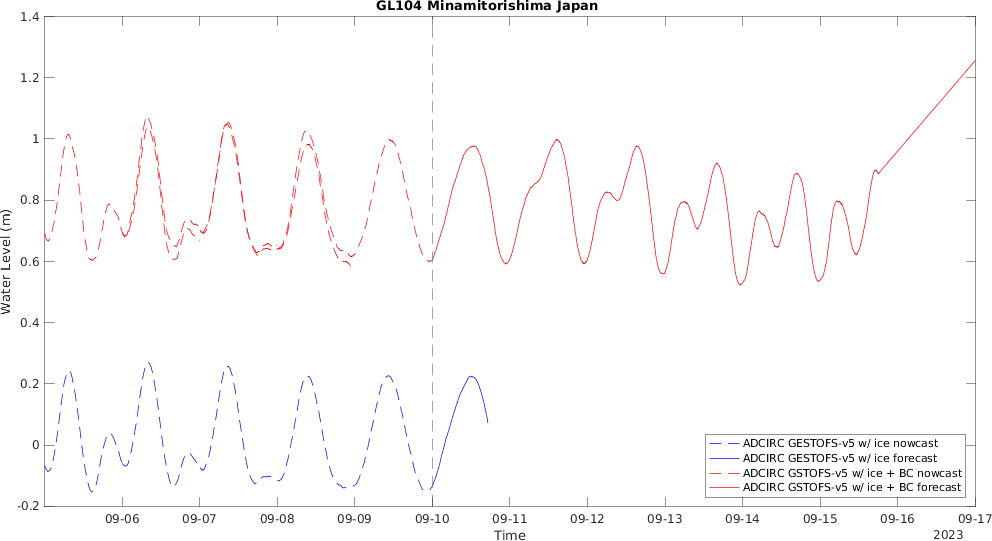 GL104 Minamitorishima Japan
1.4
1.2
1
0.8
0.6
0.4
0.2
0
-0.2
Water Level (m)
ADCIRC GESTOFS-v5 w/ ice nowcast
ADCIRC GESTOFS-v5 w/ ice forecast
ADCIRC GSTOFS-v5 w/ ice + BC nowcast
ADCIRC GSTOFS-v5 w/ ice + BC forecast
09-06 09-07 09-08 09-09 09-10 09-11 09-12 09-13 09-14 09-15 09-16 09-17
Time
2023